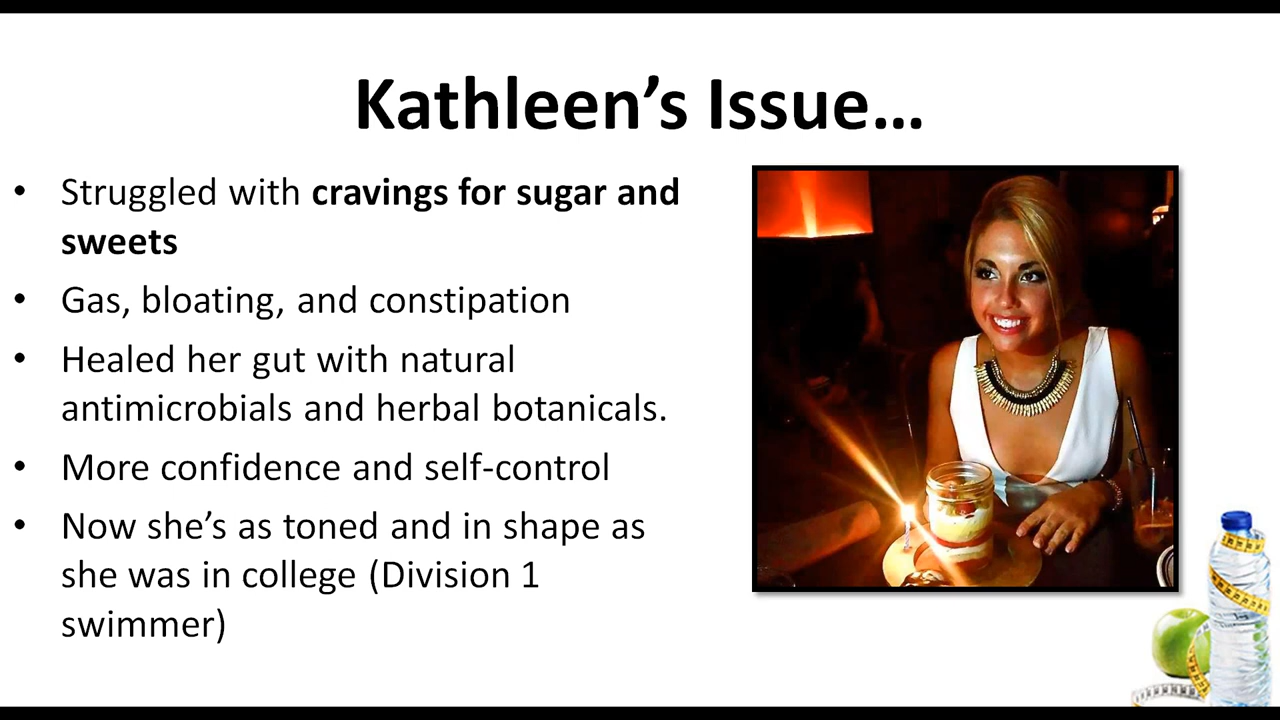 Kathleen’s Issue…
• Struggled with cravings for sugar and
sweets
• Gas, bloating, and constipation
• Healed her gut with natural
antimicrobials and herbal botanicals.
• More confidence and self-control
• Now she’s as toned and in shape as
she was in college (Division 1
swimmer)